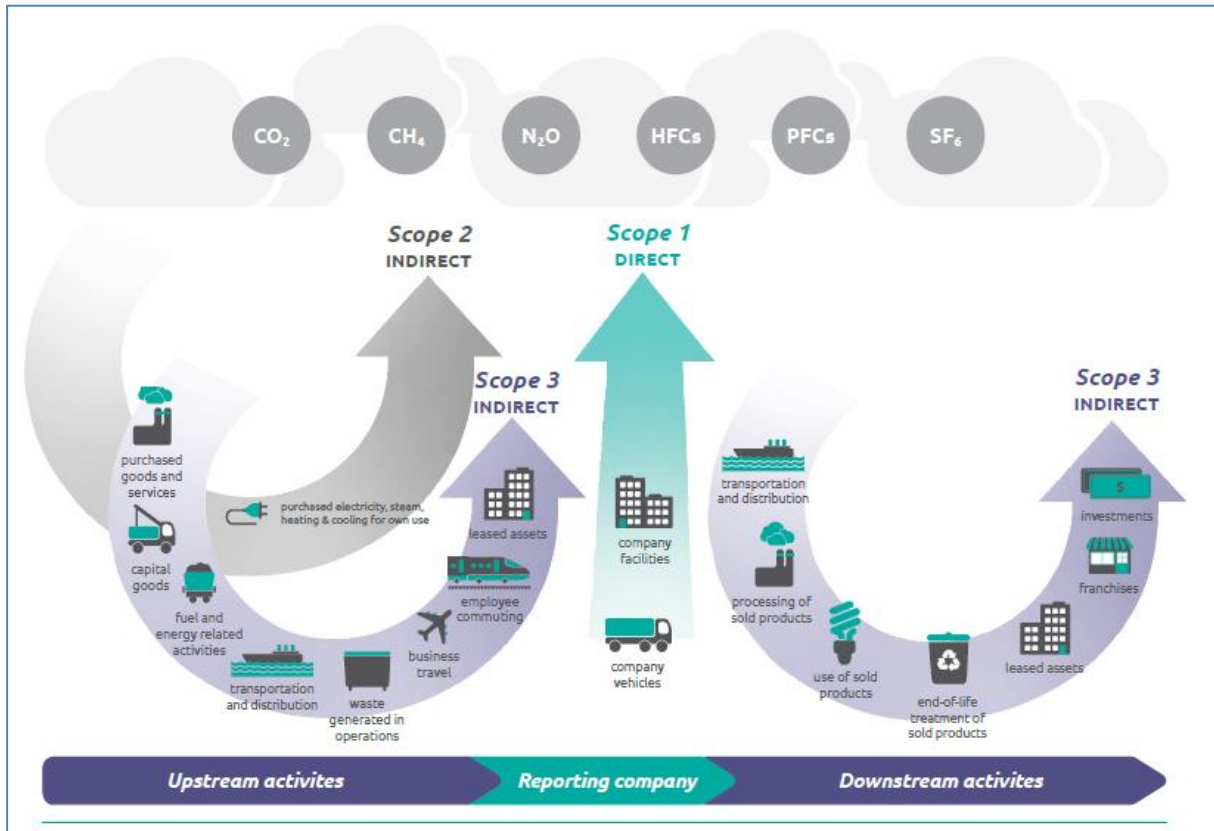 CO₂
CH₄
N₂O
HFCs
PFCs
SF₆
Scope 2
INDIRECT
Scope 1
DIRECT
Scope 3
INDIRECT
Scope 3
INDIRECT
purchased
goods and
services
capital
goods
fuel and
energy related
activities
transportation
and distribution
waste
generated in
operations
business
travel
employee
commuting
leased assets
purchased electricity, steam,
heating & cooling for own use
company
facilities
company
vehicles
transportation
and distribution
processing of
sold products
use of sold
products
end-of-life
treatment of
sold products
leased assets
franchises
investments
$
Upstream activites
Reporting company
Downstream activites